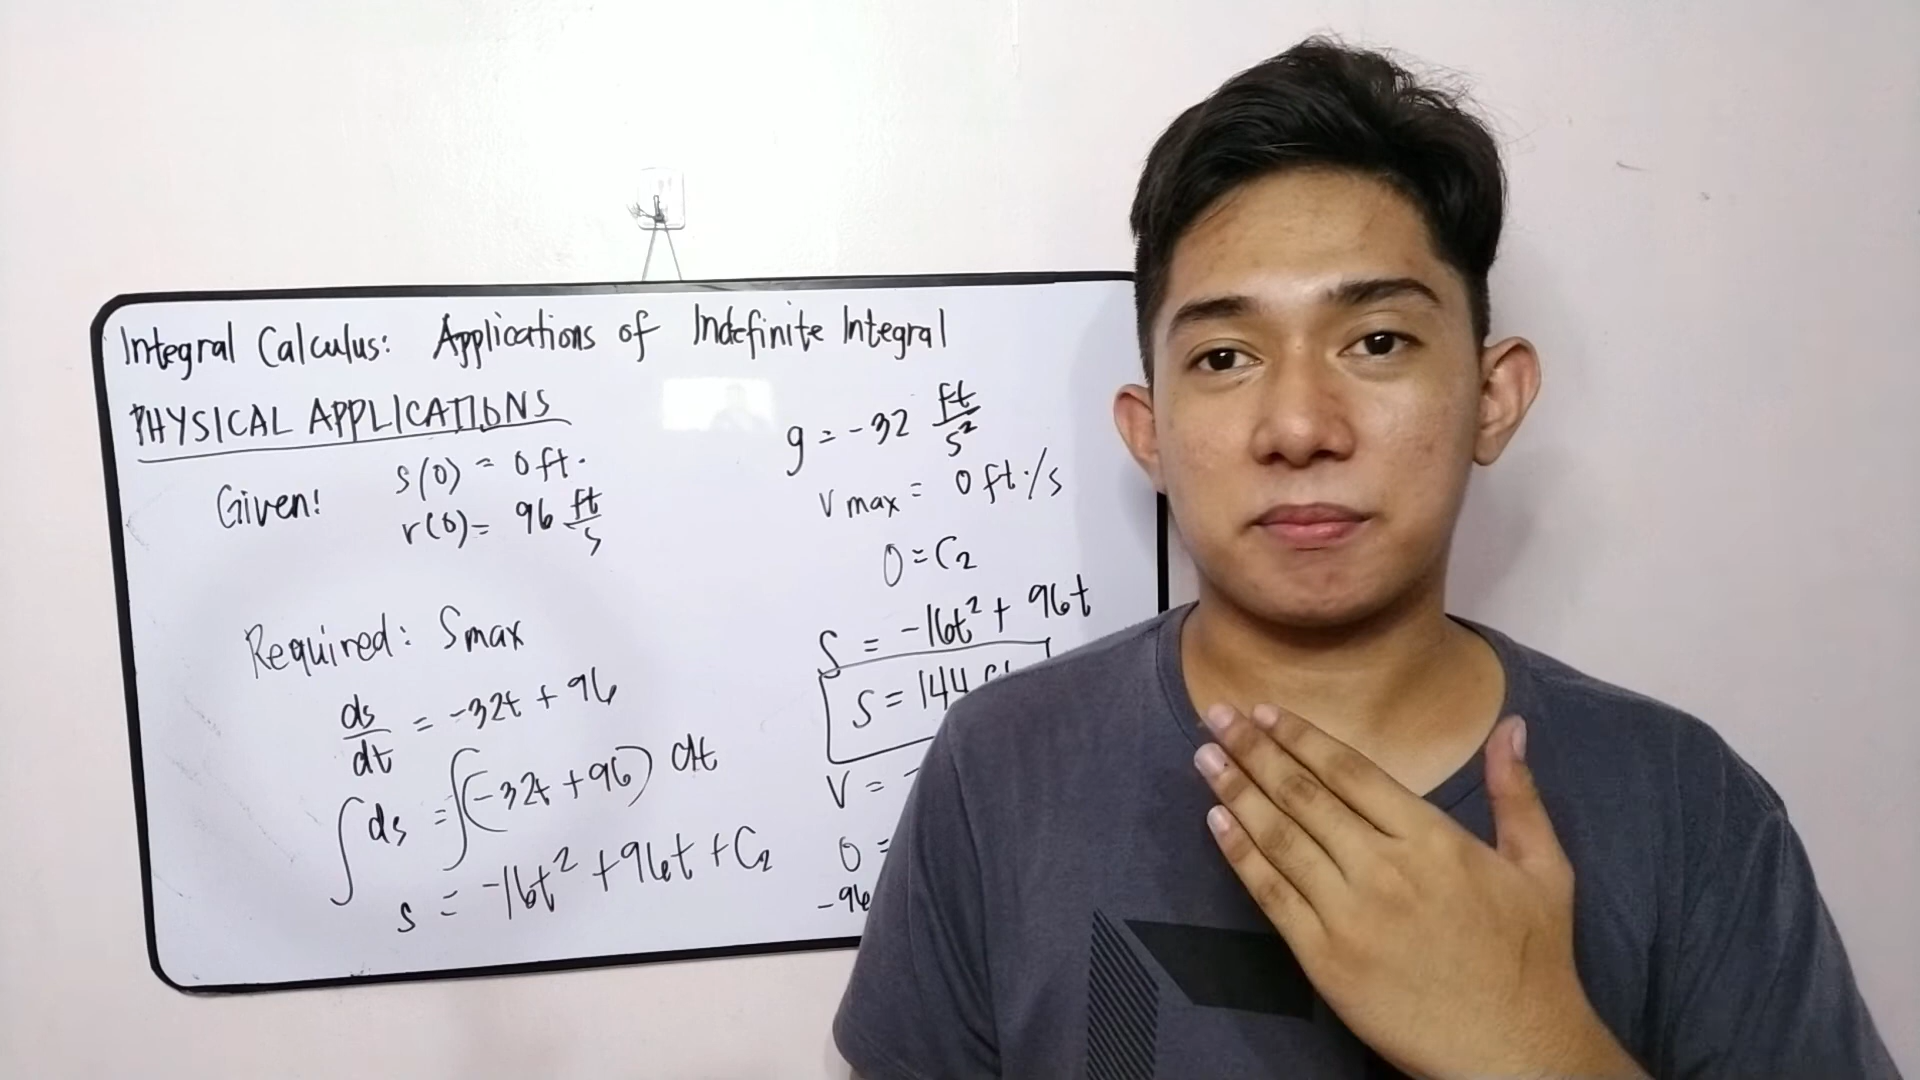 Integral Calculus: Applications of Indefinite Integral
PHYSICAL APPLICATIONS
Given: s(0) = 0 ft.
r(0) = 96 ft/s
Required: Smax
ds/dt = -32t + 96
∫ds = ∫(-32t + 96) dt
s = -16t² + 96t + C₂
g = -32 ft/s²
v max = 0 ft./s
0 = C₂
S = -16t² + 96t
S = 144
V =
0 =
-96